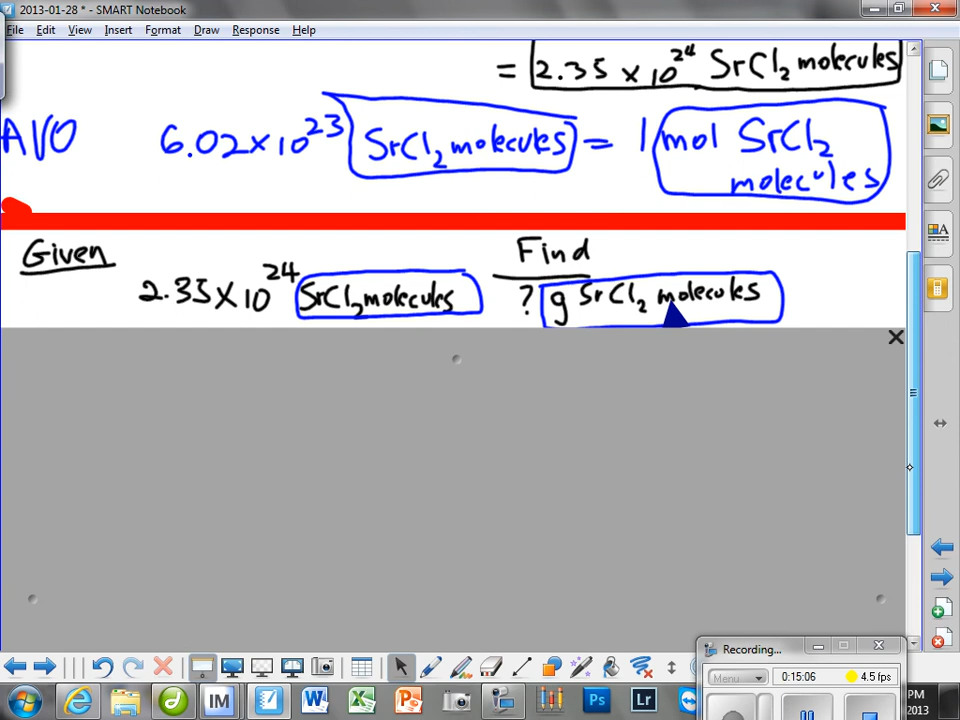 2013-01-28 * - SMART Notebook
File Edit View Insert Format Draw Response Help
= 2.35 x 10^24 SrCl2 molecules
AVO 6.02x10^23 SrCl2 molecules = 1 mol SrCl2
molecules
Given
Find
2.35x10^24 SrCl2 molecules ? g SrCl2 molecules
Recording...
Menu 0:15:06 4.5 fps
IM W X P Ps Lr PM
2013